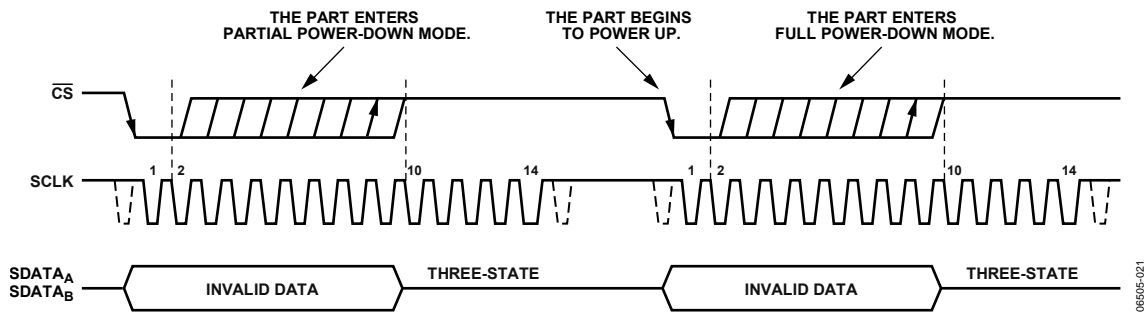 THE PART ENTERS
PARTIAL POWER-DOWN MODE.
THE PART BEGINS
TO POWER UP.
THE PART ENTERS
FULL POWER-DOWN MODE.
CS
SCLK
1 2 10 14 1 2 10 14
SDATAA
SDATAB
INVALID DATA
THREE-STATE
INVALID DATA
THREE-STATE
06505-021